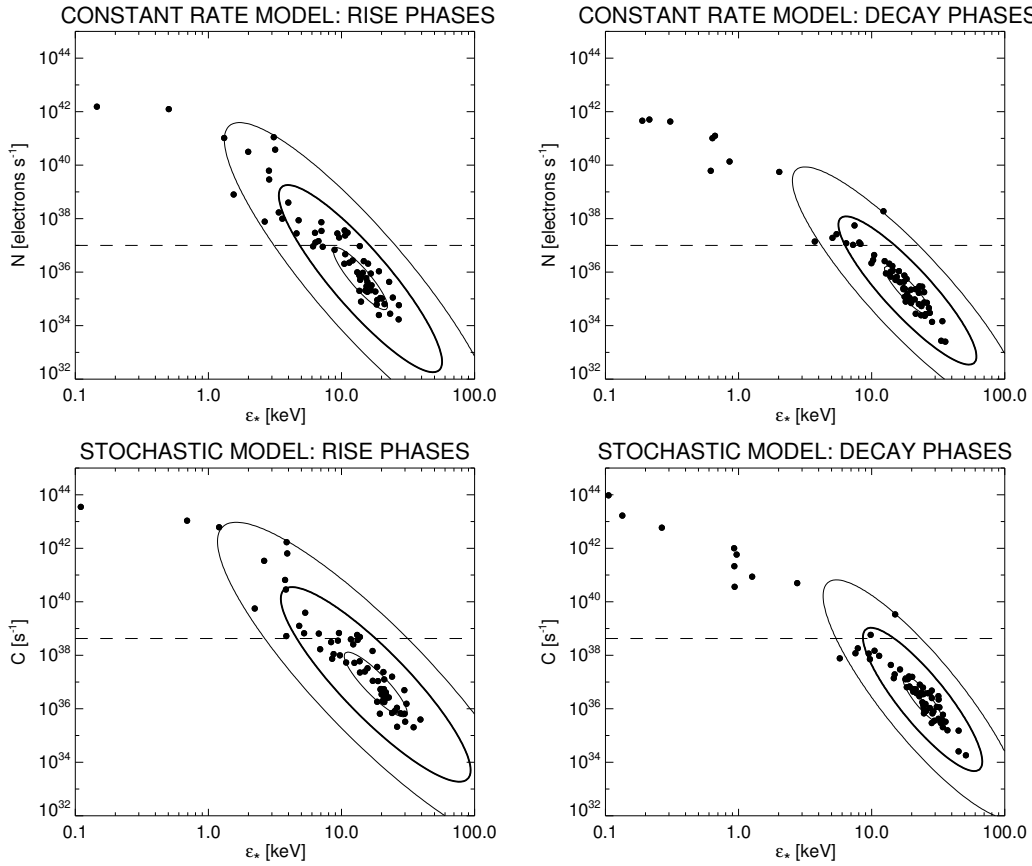 CONSTANT RATE MODEL: RISE PHASES
10^44
10^42
10^40
10^38
10^36
10^34
10^32
N [electrons s^-1]
0.1 1.0 10.0 100.0
ε* [keV]
CONSTANT RATE MODEL: DECAY PHASES
10^44
10^42
10^40
10^38
10^36
10^34
10^32
N [electrons s^-1]
0.1 1.0 10.0 100.0
ε* [keV]
STOCHASTIC MODEL: RISE PHASES
10^44
10^42
10^40
10^38
10^36
10^34
10^32
C [s^-1]
0.1 1.0 10.0 100.0
ε* [keV]
STOCHASTIC MODEL: DECAY PHASES
10^44
10^42
10^40
10^38
10^36
10^34
10^32
C [s^-1]
0.1 1.0 10.0 100.0
ε* [keV]